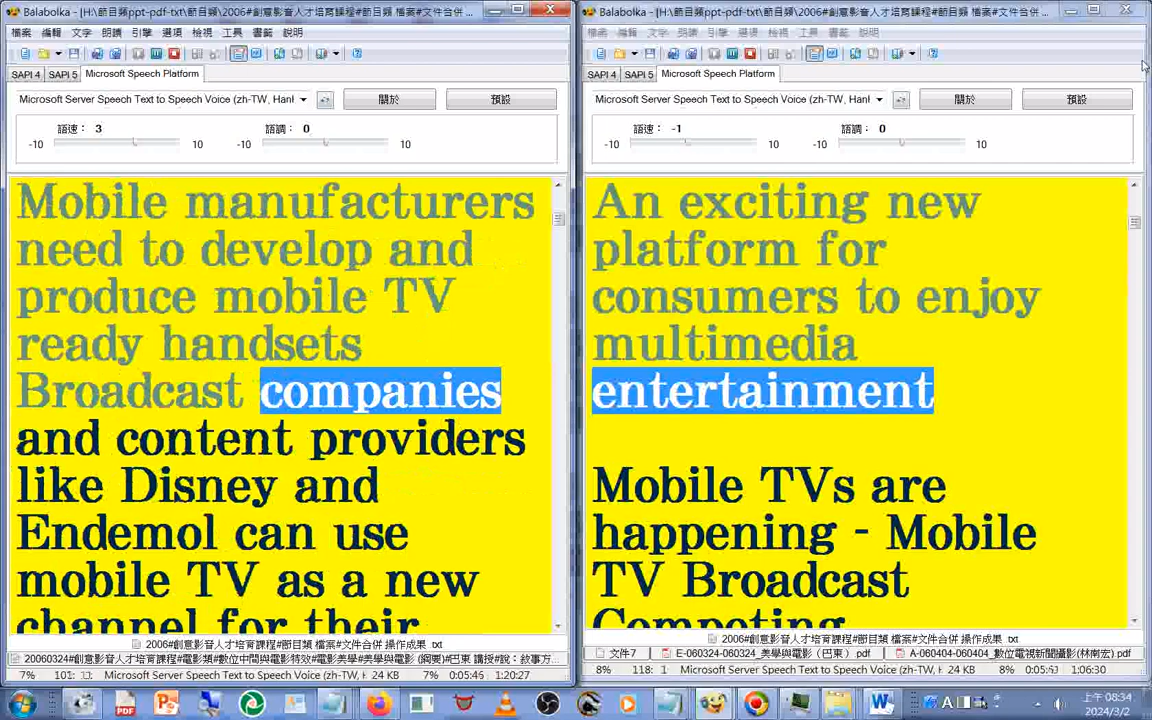 Balabolka - [H:\節目類ppt-pdf-txt\節目類\2006#創意影音人才培育課程#節目類 檔案#文件合併 ...
檔案 編輯 文字 朗讀 引擎 選項 檢視 工具 書籤 說明
SAPI 4 SAPI 5 Microsoft Speech Platform
Microsoft Server Speech Text to Speech Voice (zh-TW, Hanl
關於 預設
語速： 3 語調： 0
-10 10 -10 10
Mobile manufacturers
need to develop and
produce mobile TV
ready handsets
Broadcast companies
and content providers
like Disney and
Endemol can use
mobile TV as a new
channel for their
2006#創意影音人才培育課程#節目類 檔案#文件合併 操作成果 txt
20060324#創意影音人才培育課程#電影類#數位中間與電影特效#電影美學#美學與電影 (綱要)#巴東 講授#說：敘事方...
7% 101: Microsoft Server Speech Text to Speech Voice (zh-TW, H 24 KB 0:05:45 1:20:27
Balabolka - [H:\節目類ppt-pdf-txt\節目類\2006#創意影音人才培育課程#節目類 檔案#文件合併 ...
檔案 編輯 文字 朗讀 引擎 選項 檢視 工具 書籤 說明
SAPI 4 SAPI 5 Microsoft Speech Platform
Microsoft Server Speech Text to Speech Voice (zh-TW, Hanl
關於 預設
語速： -1 語調： 0
-10 10 -10 10
An exciting new
platform for
consumers to enjoy
multimedia
entertainment
Mobile TVs are
happening - Mobile
TV Broadcast
Competing
2006#創意影音人才培育課程#節目類 檔案#文件合併 操作成果 txt
文件7 E-060324-060324_美學與電影（巴東）.pdf A-060404-060404_數位電視新聞攝影(林南宏).pdf
8% 118: 1 Microsoft Server Speech Text to Speech Voice (zh-TW, H 24 KB 0:05:4 1:06:30
上午 08:34
2024/3/2